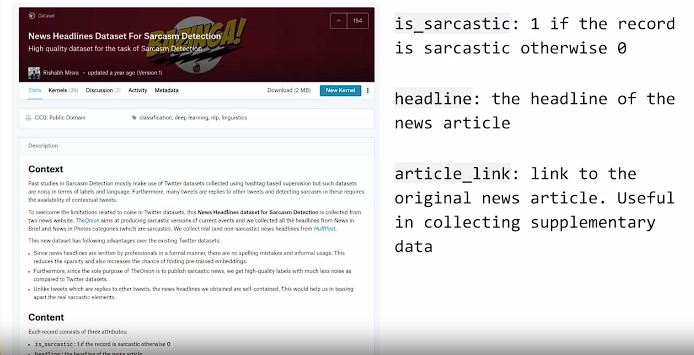 Dataset
BAZINGA!
154
News Headlines Dataset For Sarcasm Detection
High quality dataset for the task of Sarcasm Detection
Rishabh Misra • updated a year ago (Version 1)
Data Kernels (39) Discussion (2) Activity Metadata Download (2 MB) New Kernel
CC0: Public Domain classification, deep learning, nlp, linguistics
Description
Context
Past studies in Sarcasm Detection mostly make use of Twitter datasets collected using hashtag based supervision but such datasets
are noisy in terms of labels and language. Furthermore, many tweets are replies to other tweets and detecting sarcasm in these requires
the availability of contextual tweets.
To overcome the limitations related to noise in Twitter datasets, this News Headlines dataset for Sarcasm Detection is collected from
two news website. TheOnion aims at producing sarcastic versions of current events and we collected all the headlines from News in
Brief and News in Photos categories (which are sarcastic). We collect real (and non-sarcastic) news headlines from HuffPost.
This new dataset has following advantages over the existing Twitter datasets:
• Since news headlines are written by professionals in a formal manner, there are no spelling mistakes and informal usage. This
reduces the sparsity and also increases the chance of finding pre-trained embeddings.
• Furthermore, since the sole purpose of TheOnion is to publish sarcastic news, we get high-quality labels with much less noise as
compared to Twitter datasets.
• Unlike tweets which are replies to other tweets, the news headlines we obtained are self-contained. This would help us in teasing
apart the real sarcastic elements.
Content
Each record consists of three attributes:
• is_sarcastic: 1 if the record is sarcastic otherwise 0
• headline: the headline of the news article
is_sarcastic: 1 if the record
is sarcastic otherwise 0
headline: the headline of the
news article
article_link: link to the
original news article. Useful
in collecting supplementary
data